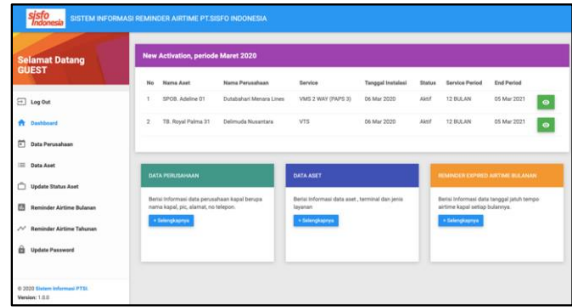 sisfo
Indonesia
SISTEM INFORMASI REMINDER AIRTIME PT.SISFO INDONESIA
Selamat Datang
GUEST
Log Out
Dashboard
Data Perusahaan
Data Aset
Update Status Aset
Reminder Airtime Bulanan
Reminder Airtime Tahunan
Update Password
© 2020 Sistem Informasi PTSI
Version: 1.0.0
New Activation, periode Maret 2020
No Nama Aset Nama Perusahaan Service Tanggal Instalasi Status Service Period End Period
1 SPOB. Adeline 01 Dutabahari Menara Lines VMS 2 WAY (PAPS 3) 06 Mar 2020 Aktif 12 BULAN 05 Mar 2021
2 TB. Royal Palma 31 Delimuda Nusantara VTS 06 Mar 2020 Aktif 12 BULAN 05 Mar 2021
DATA PERUSAHAAN
Berisi Informasi data perusahaan kapal berupa
nama kapal, pic, alamat, no telepon.
+ Selengkapnya
DATA ASET
Berisi Informasi data aset , terminal dan jenis
layanan
+ Selengkapnya
REMINDER EXPIRED AIRTIME BULANAN
Berisi Informasi data tanggal jatuh tempo
airtime kapal setiap bulannya.
+ Selengkapnya